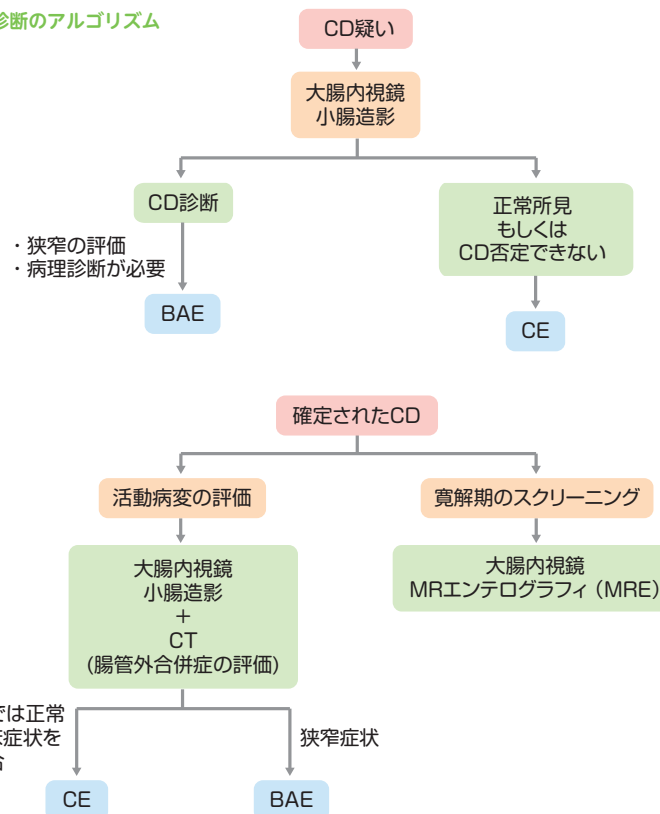 診断のアルゴリズム
CD疑い
大腸内視鏡
小腸造影
CD診断
正常所見
もしくは
CD否定できない
・狭窄の評価
・病理診断が必要
BAE
CE
確定されたCD
活動病変の評価
寛解期のスクリーニング
大腸内視鏡
小腸造影
+
CT
(腸管外合併症の評価)
大腸内視鏡
MRエンテログラフィ（MRE）
では正常
症状を
狭窄症状
CE
BAE